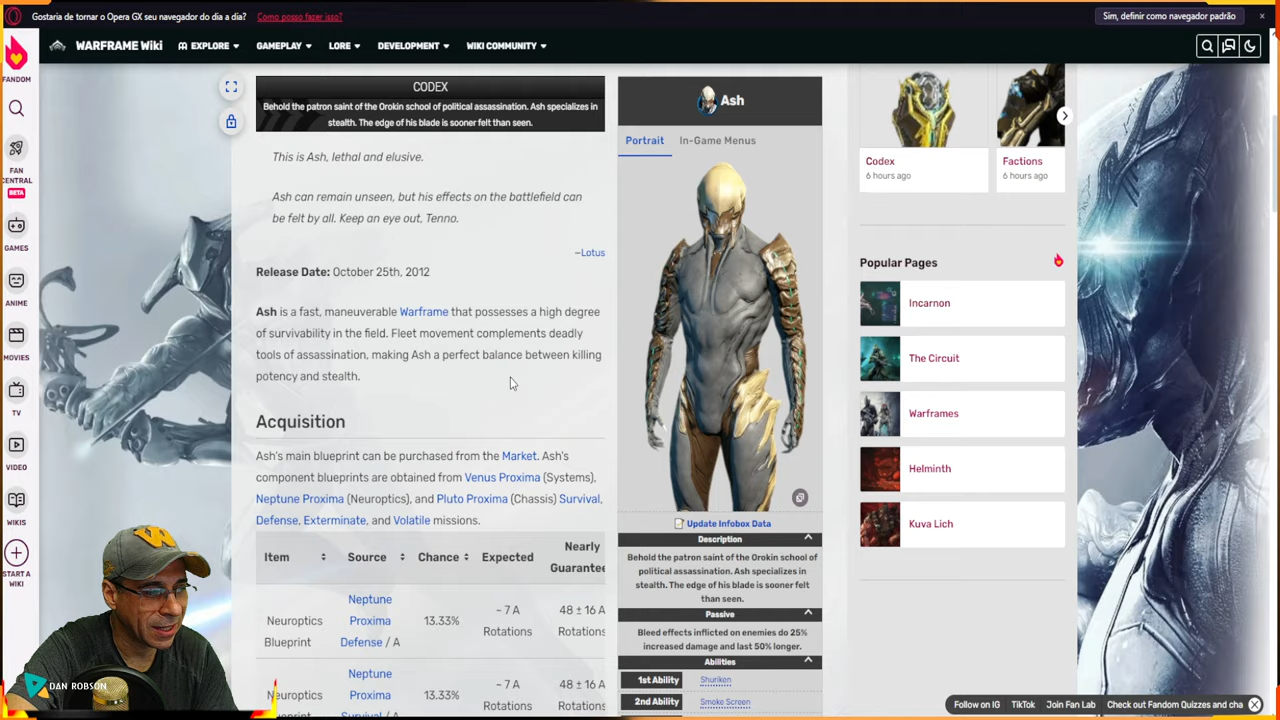 Gostaria de tornar o Opera GX seu navegador do dia a dia?
Como posso fazer isso?
Sim, definir como navegador padrão
WARFRAME Wiki
EXPLORE
GAMEPLAY
LORE
DEVELOPMENT
WIKI COMMUNITY
FANDOM
FAN
CENTRAL
BETA
GAMES
ANIME
MOVIES
TV
VIDEO
WIKIS
START A
WIKI
CODEX
Behold the patron saint of the Orokin school of political assassination. Ash specializes in
stealth. The edge of his blade is sooner felt than seen.
This is Ash, lethal and elusive.
Ash can remain unseen, but his effects on the battlefield can
be felt by all. Keep an eye out, Tenno.
–Lotus
Release Date: October 25th, 2012
Ash is a fast, maneuverable Warframe that possesses a high degree
of survivability in the field. Fleet movement complements deadly
tools of assassination, making Ash a perfect balance between killing
potency and stealth.
Acquisition
Ash's main blueprint can be purchased from the Market. Ash's
component blueprints are obtained from Venus Proxima (Systems),
Neptune Proxima (Neuroptics), and Pluto Proxima (Chassis) Survival,
Defense, Exterminate, and Volatile missions.
Item
Source
Chance
Expected
Nearly
Guarantee
Neuroptics
Blueprint
Neptune
Proxima
Defense / A
13.33%
~ 7 A
Rotations
48 ± 16 A
Rotations
Neuroptics
Blueprint
Neptune
Proxima
Survival / A
13.33%
~ 7 A
Rotations
48 ± 16 A
Rotations
Ash
Portrait
In-Game Menus
Update Infobox Data
Description
Behold the patron saint of the Orokin school of
political assassination. Ash specializes in
stealth. The edge of his blade is sooner felt
than seen.
Passive
Bleed effects inflicted on enemies do 25%
increased damage and last 50% longer.
Abilities
1st Ability
Shuriken
2nd Ability
Smoke Screen
Codex
6 hours ago
Factions
6 hours ago
Popular Pages
Incarnon
The Circuit
Warframes
Helminth
Kuva Lich
Follow on IG
TikTok
Join Fan Lab
Check out Fandom Quizzes and cha
DAN ROBSON